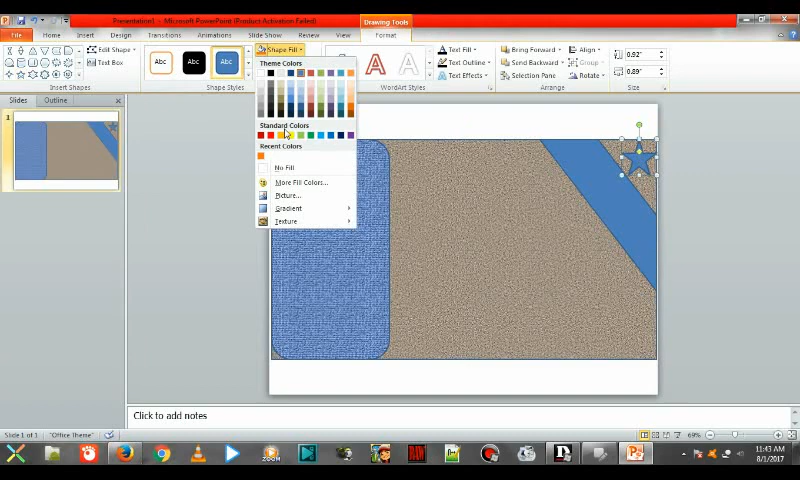 Presentation1 - Microsoft PowerPoint (Product Activation Failed)
Drawing Tools
File Home Insert Design Transitions Animations Slide Show Review View Format
Edit Shape
Text Box
Abc Abc Abc
Shape Fill
Text Fill
Text Outline
Text Effects
Bring Forward
Send Backward
Selection Pane
Align
Group
Rotate
0.92"
0.89"
Insert Shapes
Shape Styles
WordArt Styles
Arrange
Size
Theme Colors
Standard Colors
Recent Colors
No Fill
More Fill Colors...
Picture...
Gradient
Texture
Slides Outline
1
Click to add notes
Slide 1 of 1
"Office Theme"
69%
ZOOM
11:43 AM
8/1/2017